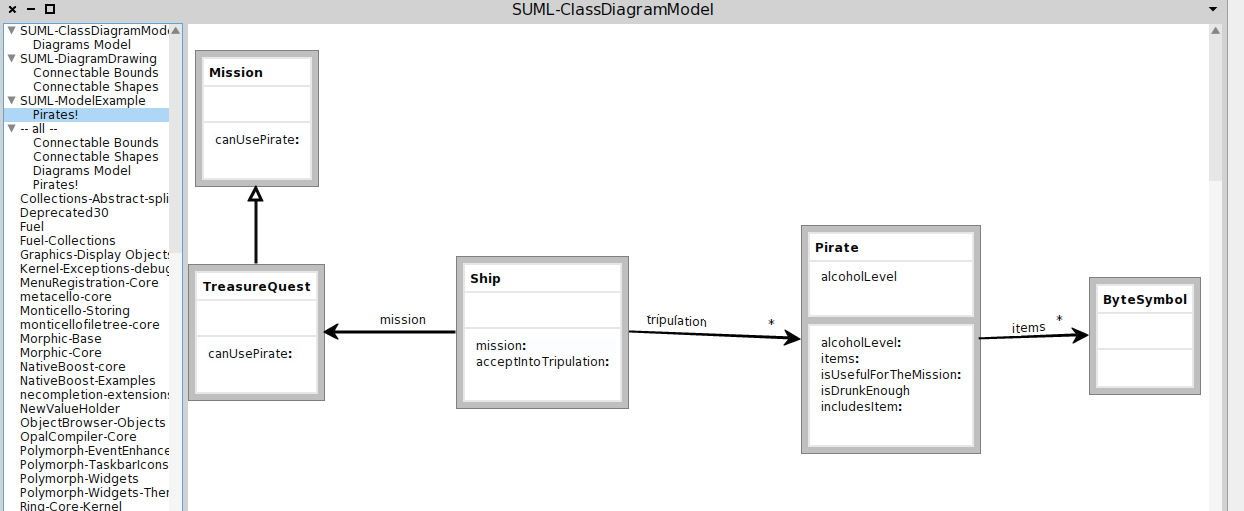 SUML-ClassDiagramModel
SUML-ClassDiagramMode
Diagrams Model
SUML-DiagramDrawing
Connectable Bounds
Connectable Shapes
SUML-ModelExample
Pirates!
-- all --
Connectable Bounds
Connectable Shapes
Diagrams Model
Pirates!
Collections-Abstract-spli
Deprecated30
Fuel
Fuel-Collections
Graphics-Display Objects
Kernel-Exceptions-debug
MenuRegistration-Core
metacello-core
Monticello-Storing
monticellofiletree-core
Morphic-Base
Morphic-Core
NativeBoost-core
NativeBoost-Examples
necompletion-extensions
NewValueHolder
ObjectBrowser-Objects
OpalCompiler-Core
Polymorph-EventEnhance
Polymorph-TaskbarIcons
Polymorph-Widgets
Polymorph-Widgets-Ther
Ring-Core-Kernel
Mission
canUsePirate:
TreasureQuest
canUsePirate:
mission
Ship
mission:
acceptIntoTripulation:
tripulation
*
Pirate
alcoholLevel
alcoholLevel:
items:
isUsefulForTheMission:
isDrunkEnough
includesItem:
items
*
ByteSymbol